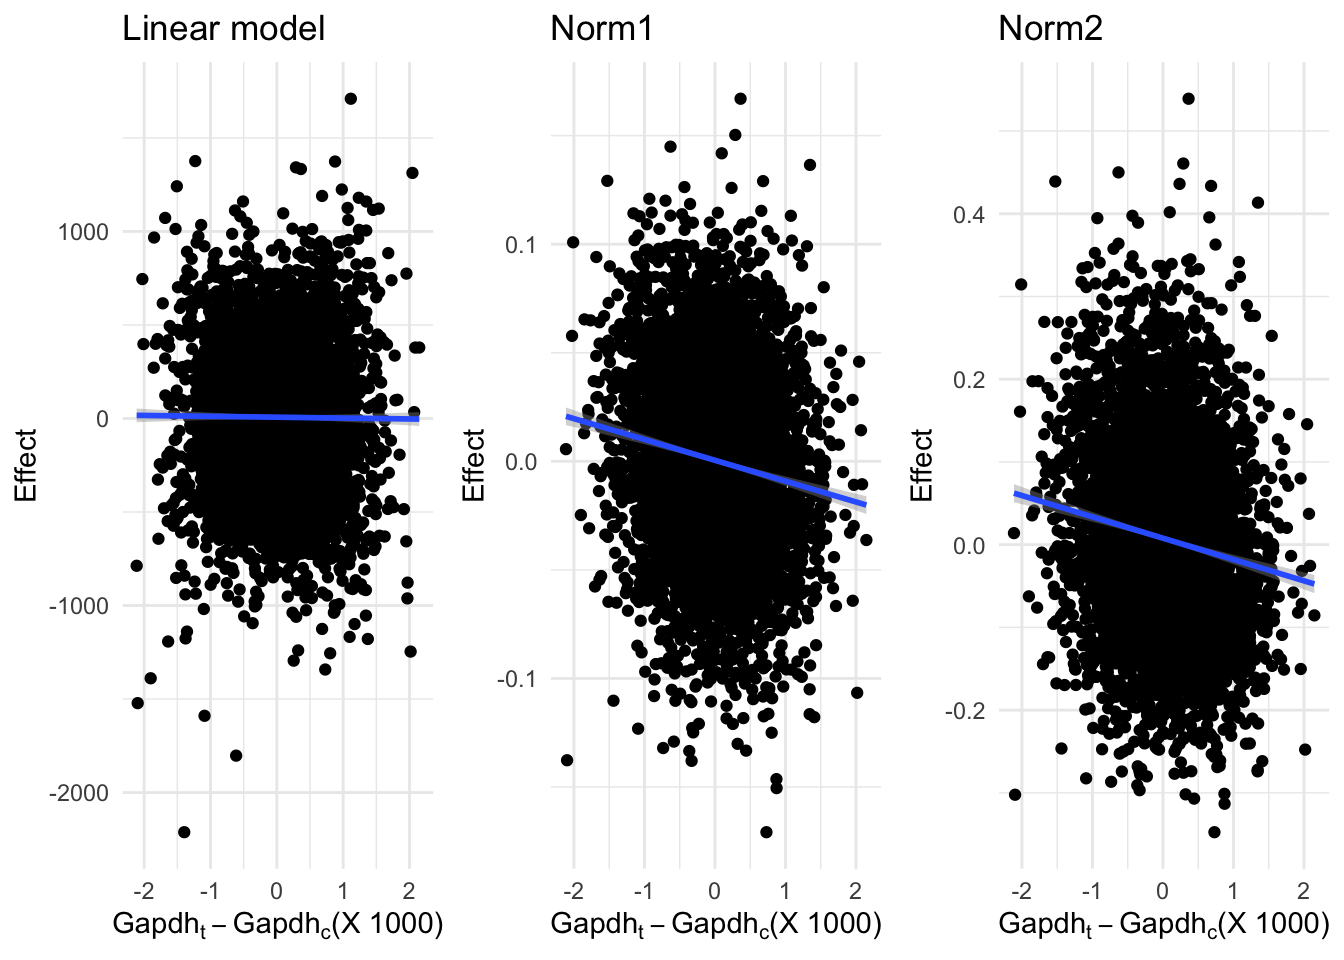 Linear model
Effect
1000
0
-1000
-2000
-2 -1 0 1 2
Gapdht – Gapdhc(X 1000)
Norm1
Effect
0.1
0.0
-0.1
-2 -1 0 1 2
Gapdht – Gapdhc(X 1000)
Norm2
Effect
0.4
0.2
0.0
-0.2
-2 -1 0 1 2
Gapdht – Gapdhc(X 1000)